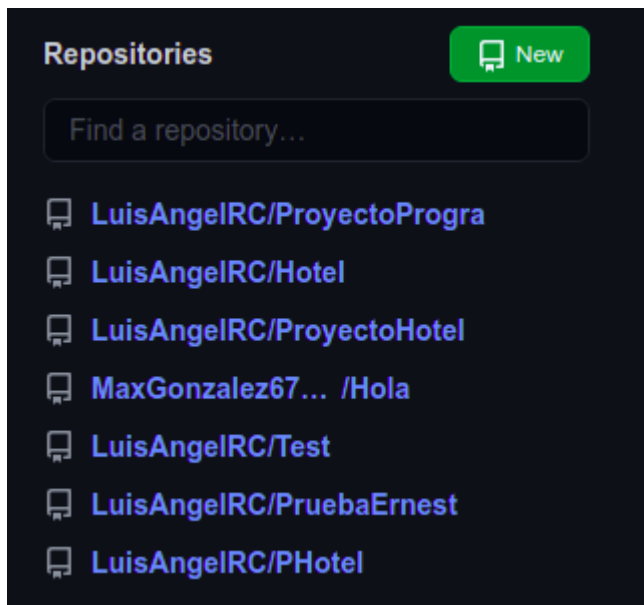 Repositories
New
Find a repository…
LuisAngelRC/ProyectoProgra
LuisAngelRC/Hotel
LuisAngelRC/ProyectoHotel
MaxGonzalez67… /Hola
LuisAngelRC/Test
LuisAngelRC/PruebaErnest
LuisAngelRC/PHotel